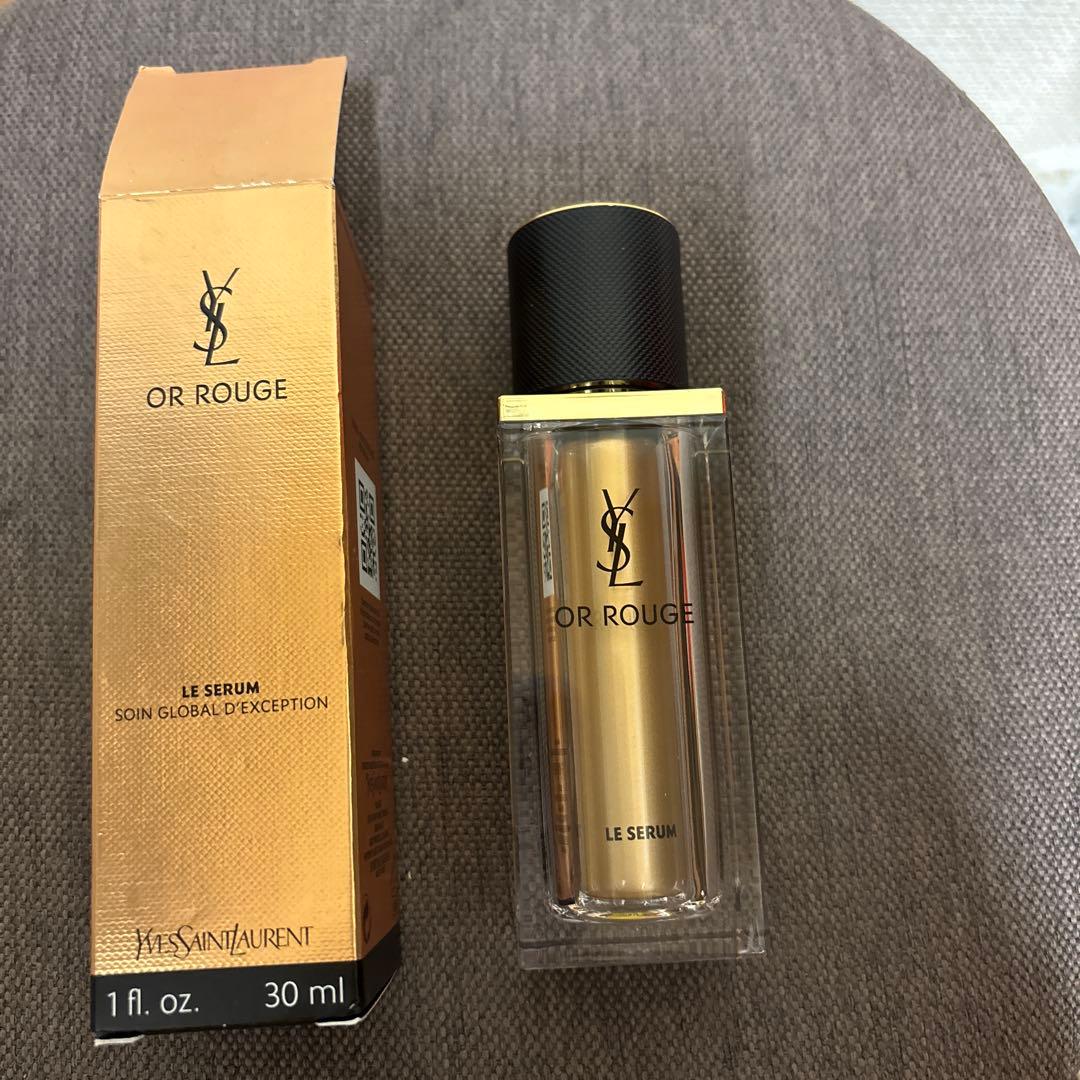 YSL
OR ROUGE
LE SERUM
SOIN GLOBAL D'EXCEPTION
YVESSAINTLAURENT
1 fl. oz. 30 ml
YSL
OR ROUGE
LE SERUM